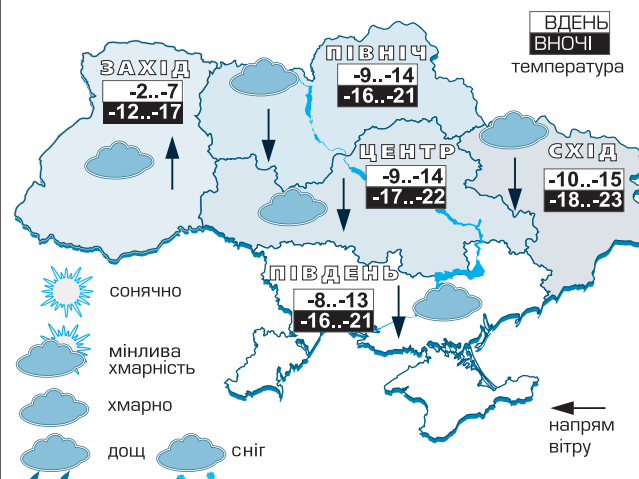 ВДЕНЬ
ВНОЧІ
температура
ПІВНІЧ
-9..-14
-16..-21
ЗАХІД
-2..-7
-12..-17
ЦЕНТР
-9..-14
-17..-22
СХІД
-10..-15
-18..-23
ПІВДЕНЬ
-8..-13
-16..-21
сонячно
мінлива
хмарність
хмарно
дощ
сніг
напрям
вітру